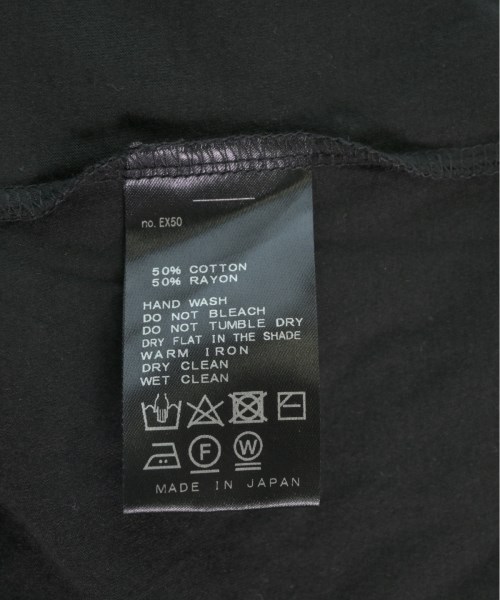 no. EX50
50% COTTON
50% RAYON
HAND WASH
DO NOT BLEACH
DO NOT TUMBLE DRY
DRY FLAT IN THE SHADE
WARM IRON
DRY CLEAN
WET CLEAN
F W
MADE IN JAPAN